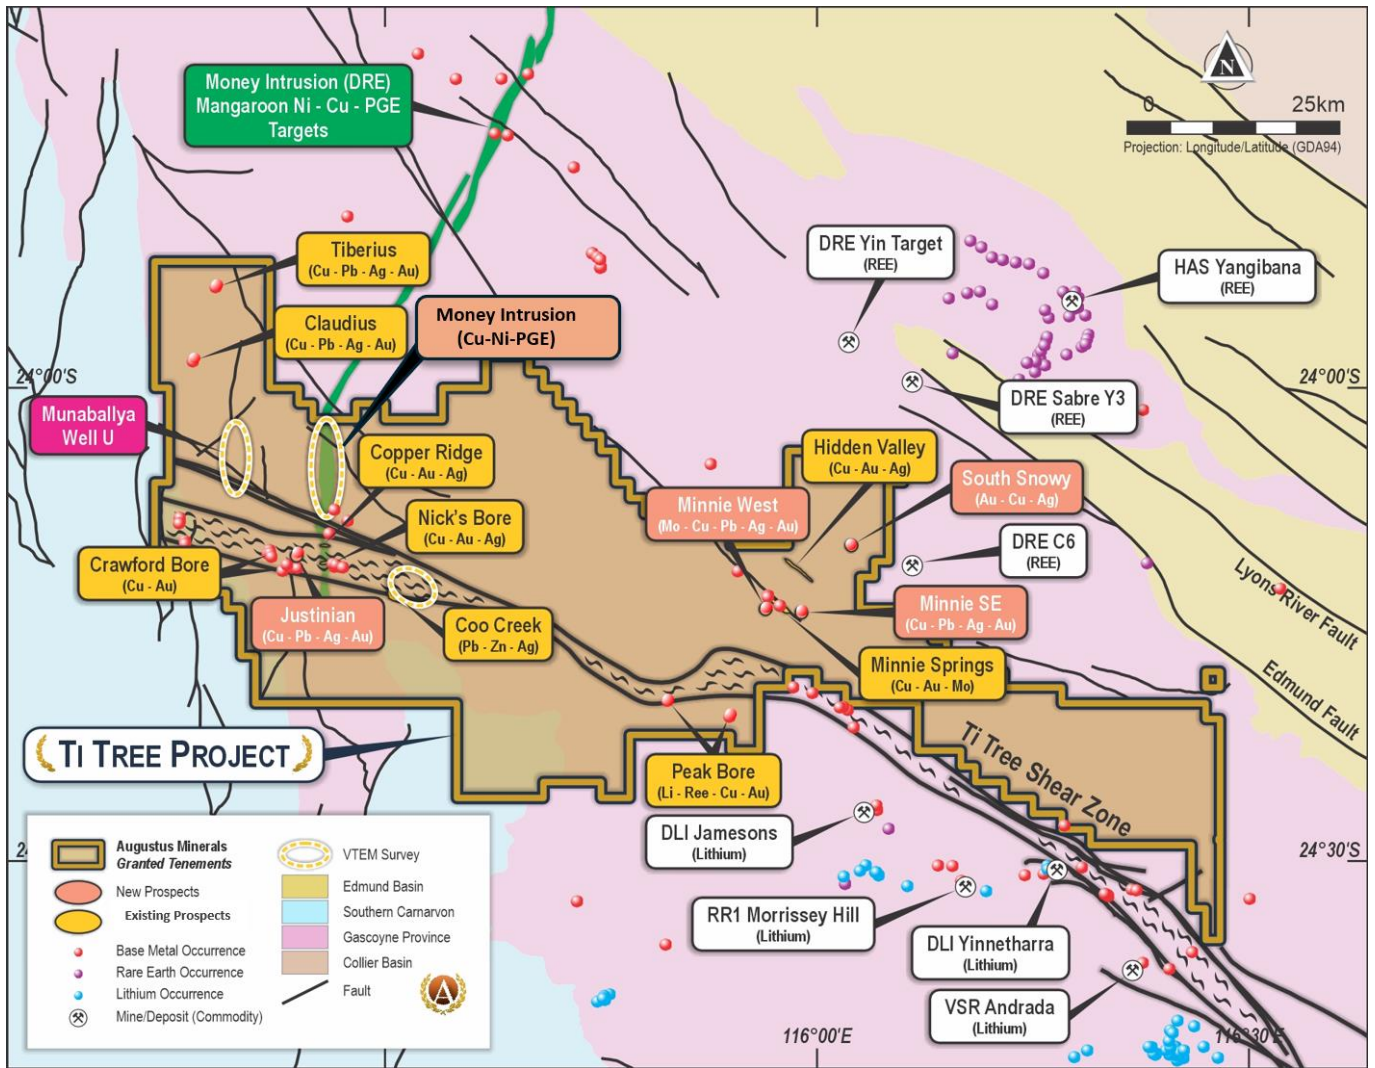 Money Intrusion (DRE)
Mangaroon Ni - Cu - PGE
Targets
N
0
25km
Projection: Longitude/Latitude (GDA94)
Tiberius
(Cu - Pb - Ag - Au)
DRE Yin Target
(REE)
HAS Yangibana
(REE)
Claudius
(Cu - Pb - Ag - Au)
Money Intrusion
(Cu-Ni-PGE)
24°00'S
24°00'S
DRE Sabre Y3
(REE)
Munaballya
Well U
Copper Ridge
(Cu - Au - Ag)
Hidden Valley
(Cu - Au - Ag)
South Snowy
(Au - Cu - Ag)
Minnie West
(Mo - Cu - Pb - Ag - Au)
Nick's Bore
(Cu - Au - Ag)
DRE C6
(REE)
Crawford Bore
(Cu - Au)
Lyons River Fault
Justinian
(Cu - Pb - Ag - Au)
Coo Creek
(Pb - Zn - Ag)
Minnie SE
(Cu - Pb - Ag - Au)
Minnie Springs
(Cu - Au - Mo)
Edmund Fault
TI TREE PROJECT
Ti Tree Shear Zone
Peak Bore
(Li - Ree - Cu - Au)
DLI Jamesons
(Lithium)
24°30'S
RR1 Morrissey Hill
(Lithium)
DLI Yinnetharra
(Lithium)
VSR Andrada
(Lithium)
116°00'E
116°30'E
24
Augustus Minerals
Granted Tenements
New Prospects
Existing Prospects
Base Metal Occurrence
Rare Earth Occurrence
Lithium Occurrence
Mine/Deposit (Commodity)
VTEM Survey
Edmund Basin
Southern Carnarvon
Gascoyne Province
Collier Basin
Fault
A